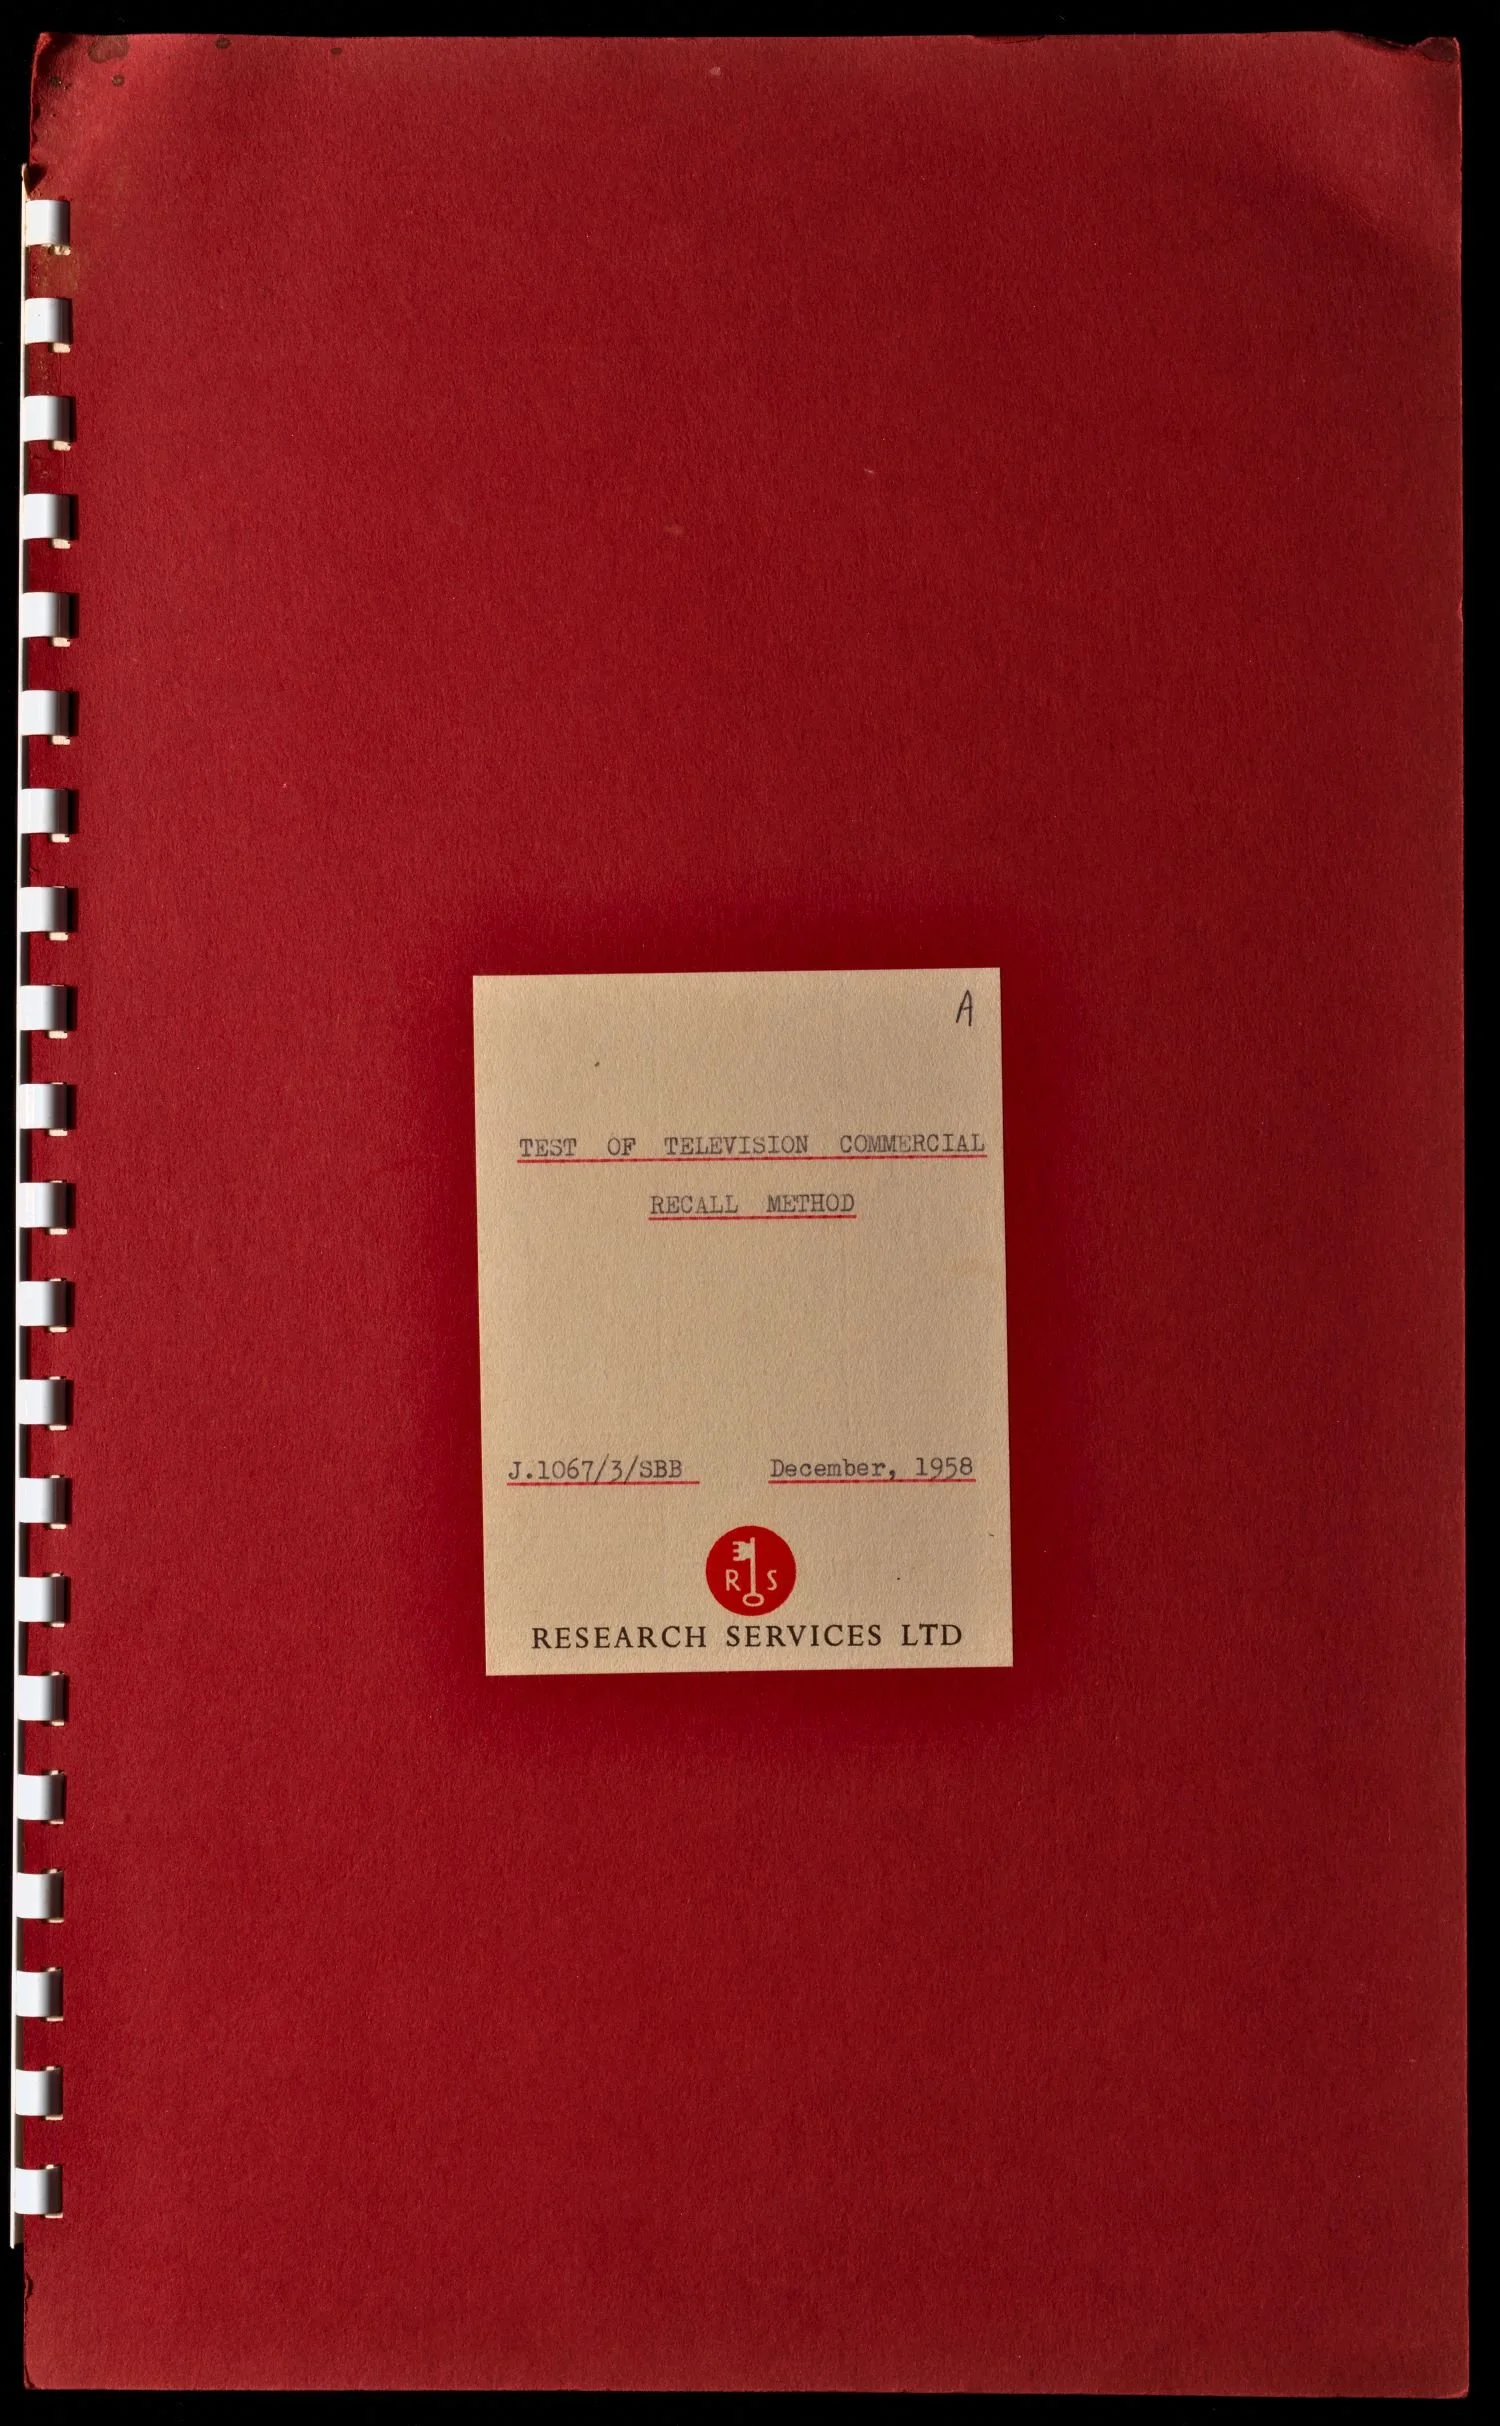 A
TEST OF TELEVISION COMMERCIAL
RECALL METHOD
J.1067/3/SBB December, 1958
R S
RESEARCH SERVICES LTD